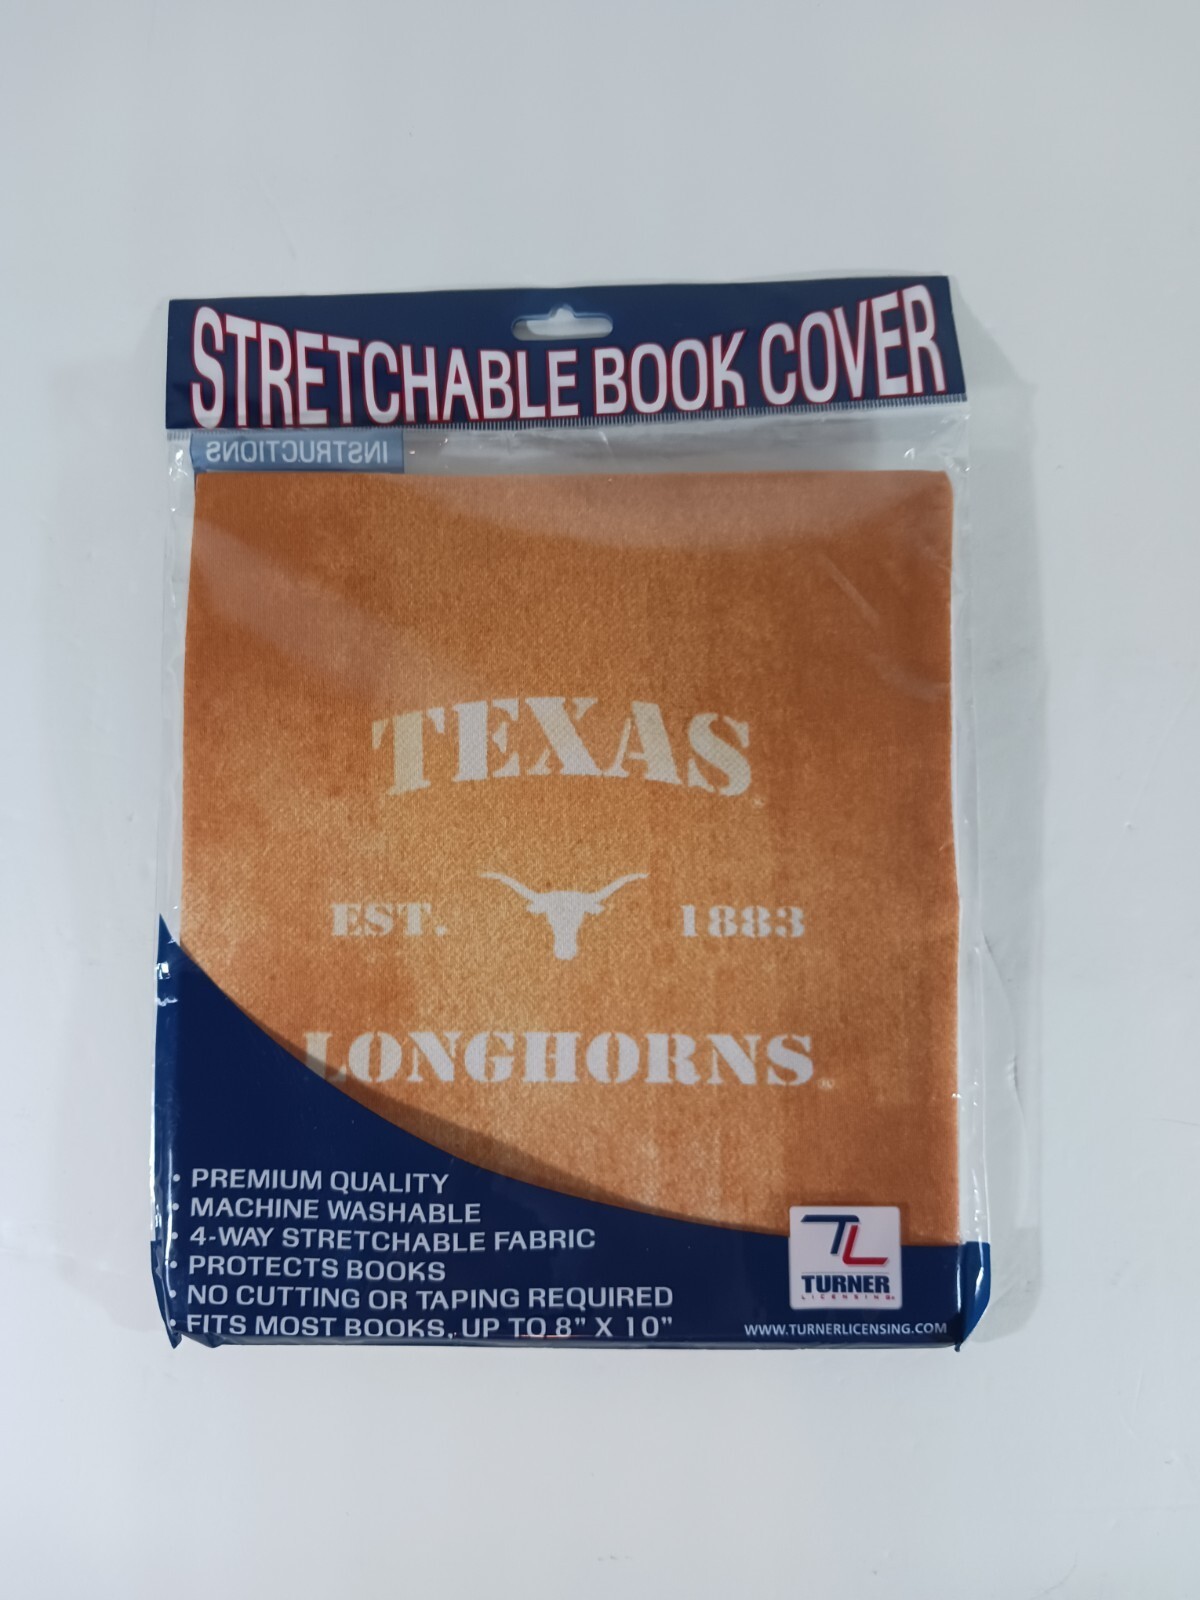 STRETCHABLE BOOK COVER
INSTRUCTIONS
TEXAS
EST. 1883
LONGHORNS
• PREMIUM QUALITY
• MACHINE WASHABLE
• 4-WAY STRETCHABLE FABRIC
• PROTECTS BOOKS
• NO CUTTING OR TAPING REQUIRED
• FITS MOST BOOKS, UP TO 8" X 10"
TL
TURNER
LICENSING
WWW.TURNERLICENSING.COM